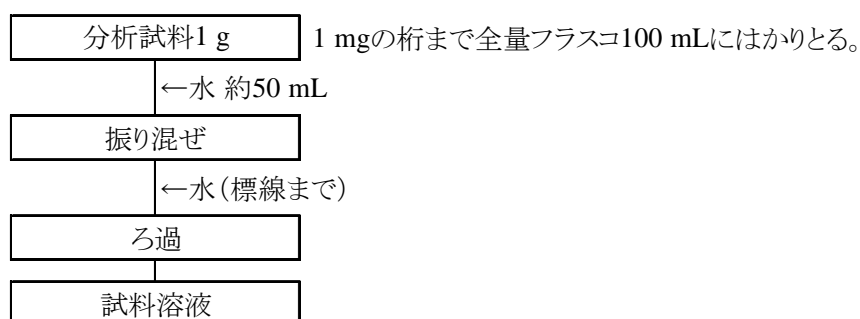 分析試料1 g
1 mgの桁まで全量フラスコ100 mLにはかりとる。
←水 約50 mL
振り混ぜ
←水(標線まで)
ろ過
試料溶液